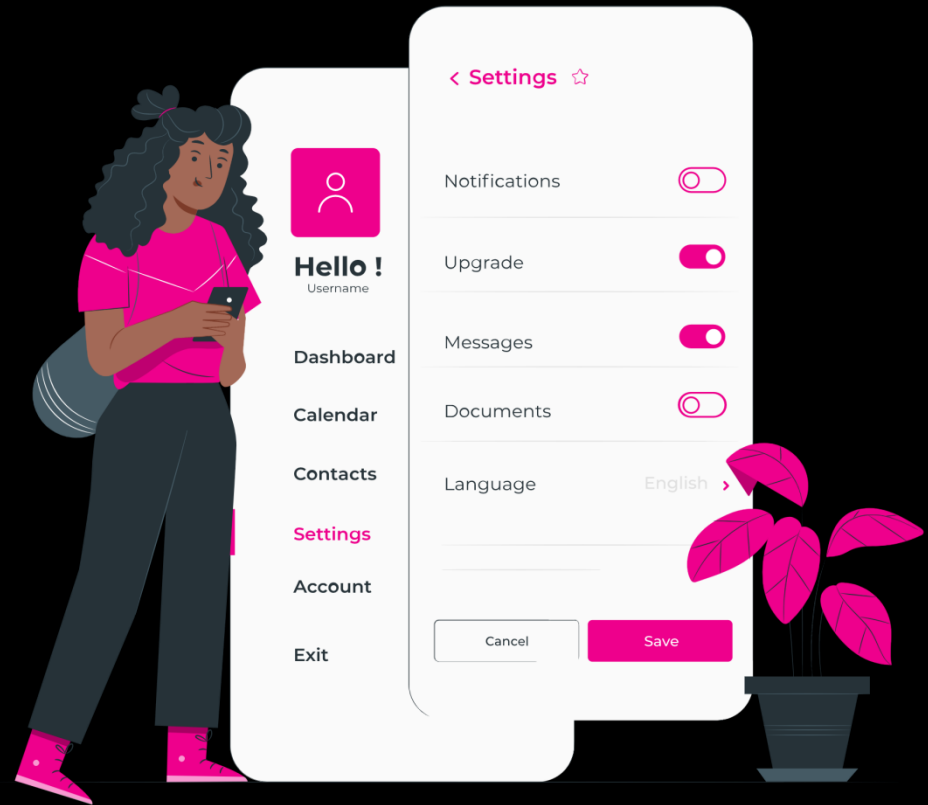 Hello !
Username
Dashboard
Calendar
Contacts
Settings
Account
Exit
Settings
Notifications
Upgrade
Messages
Documents
Language English
Cancel Save